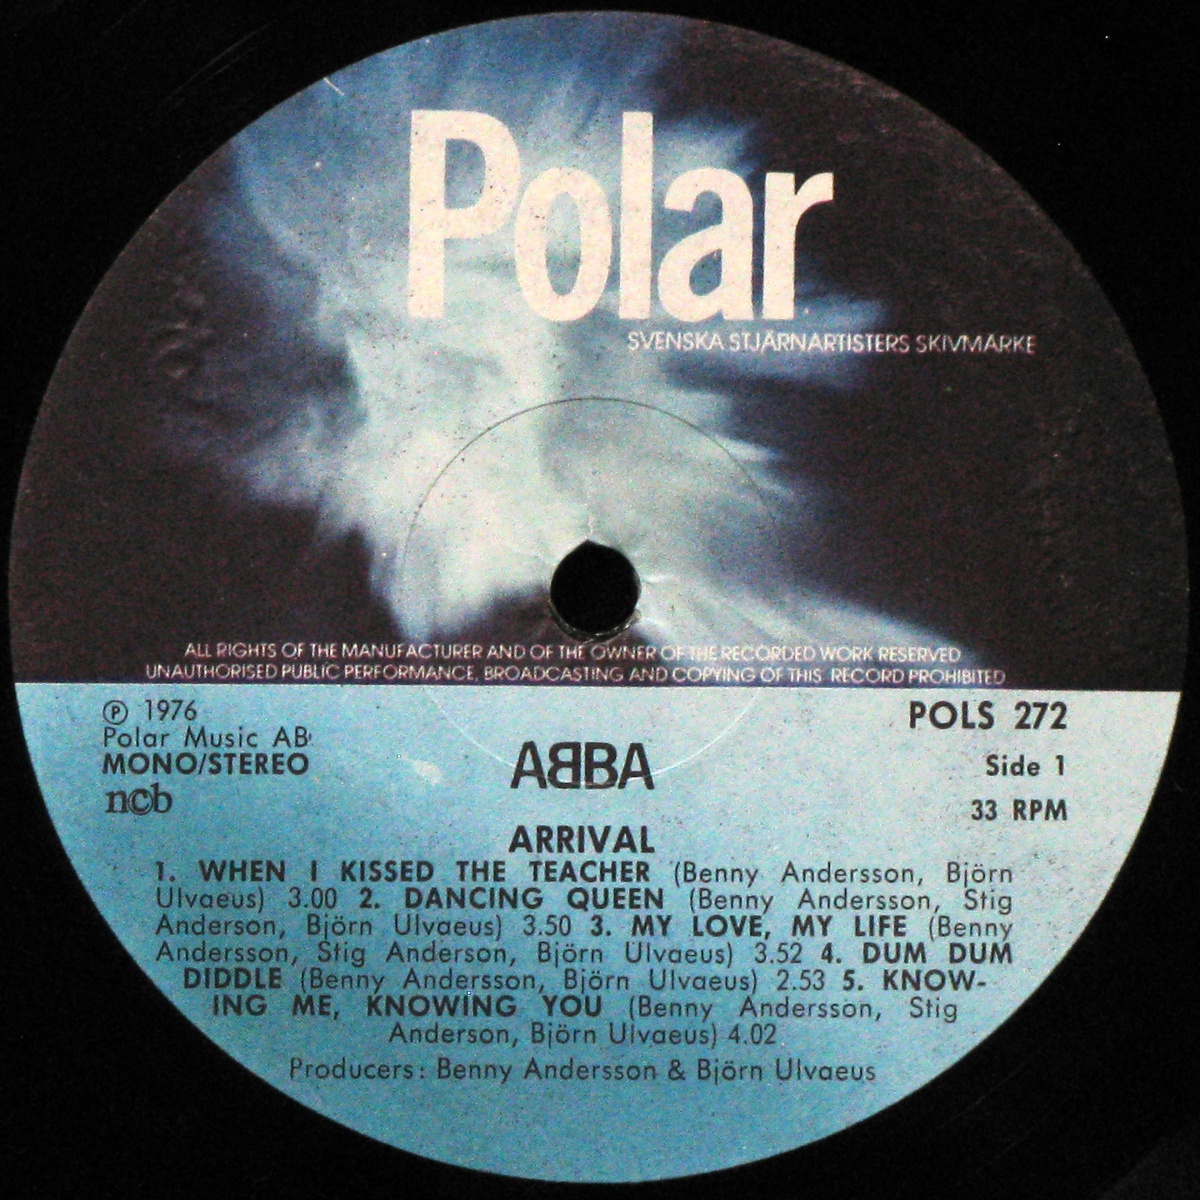 Polar
SVENSKA STJÄRNARTISTERS SKIVMÄRKE
ALL RIGHTS OF THE MANUFACTURER AND OF THE OWNER OF THE RECORDED WORK RESERVED
UNAUTHORISED PUBLIC PERFORMANCE, BROADCASTING AND COPYING OF THIS RECORD PROHIBITED
℗ 1976
Polar Music AB
MONO/STEREO
ncb
POLS 272
Side 1
33 RPM
ABBA
ARRIVAL
1. WHEN I KISSED THE TEACHER (Benny Andersson, Björn
Ulvaeus) 3.00 2. DANCING QUEEN (Benny Andersson, Stig
Anderson, Björn Ulvaeus) 3.50 3. MY LOVE, MY LIFE (Benny
Andersson, Stig Anderson, Björn Ulvaeus) 3.52 4. DUM DUM
DIDDLE (Benny Andersson, Björn Ulvaeus) 2.53 5. KNOW-
ING ME, KNOWING YOU (Benny Andersson, Stig
Anderson, Björn Ulvaeus) 4.02
Producers: Benny Andersson & Björn Ulvaeus